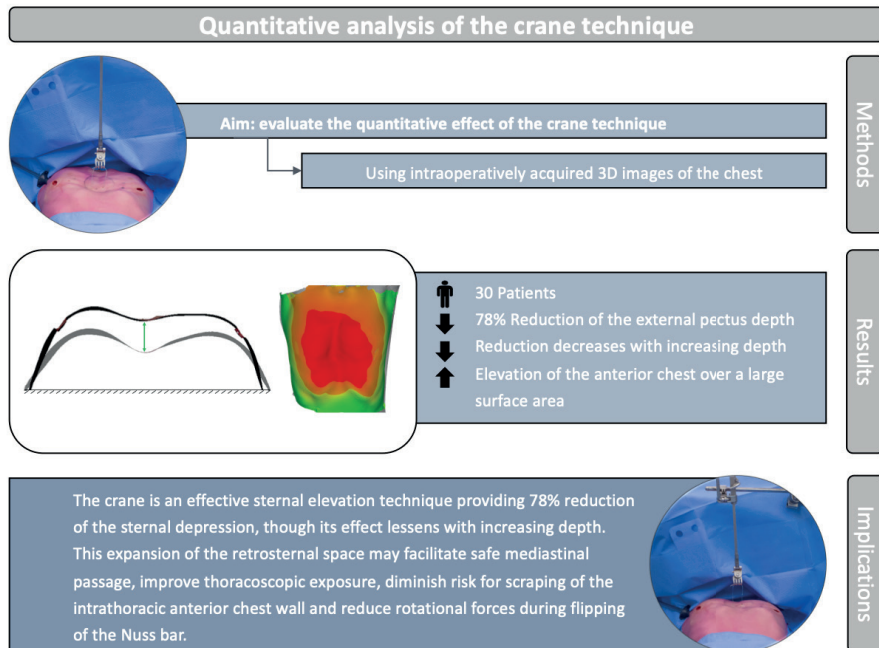 Quantitative analysis of the crane technique
Methods
Aim: evaluate the quantitative effect of the crane technique
Using intraoperatively acquired 3D images of the chest
Results
30 Patients
78% Reduction of the external pectus depth
Reduction decreases with increasing depth
Elevation of the anterior chest over a large
surface area
Implications
The crane is an effective sternal elevation technique providing 78% reduction
of the sternal depression, though its effect lessens with increasing depth.
This expansion of the retrosternal space may facilitate safe mediastinal
passage, improve thoracoscopic exposure, diminish risk for scraping of the
intrathoracic anterior chest wall and reduce rotational forces during flipping
of the Nuss bar.